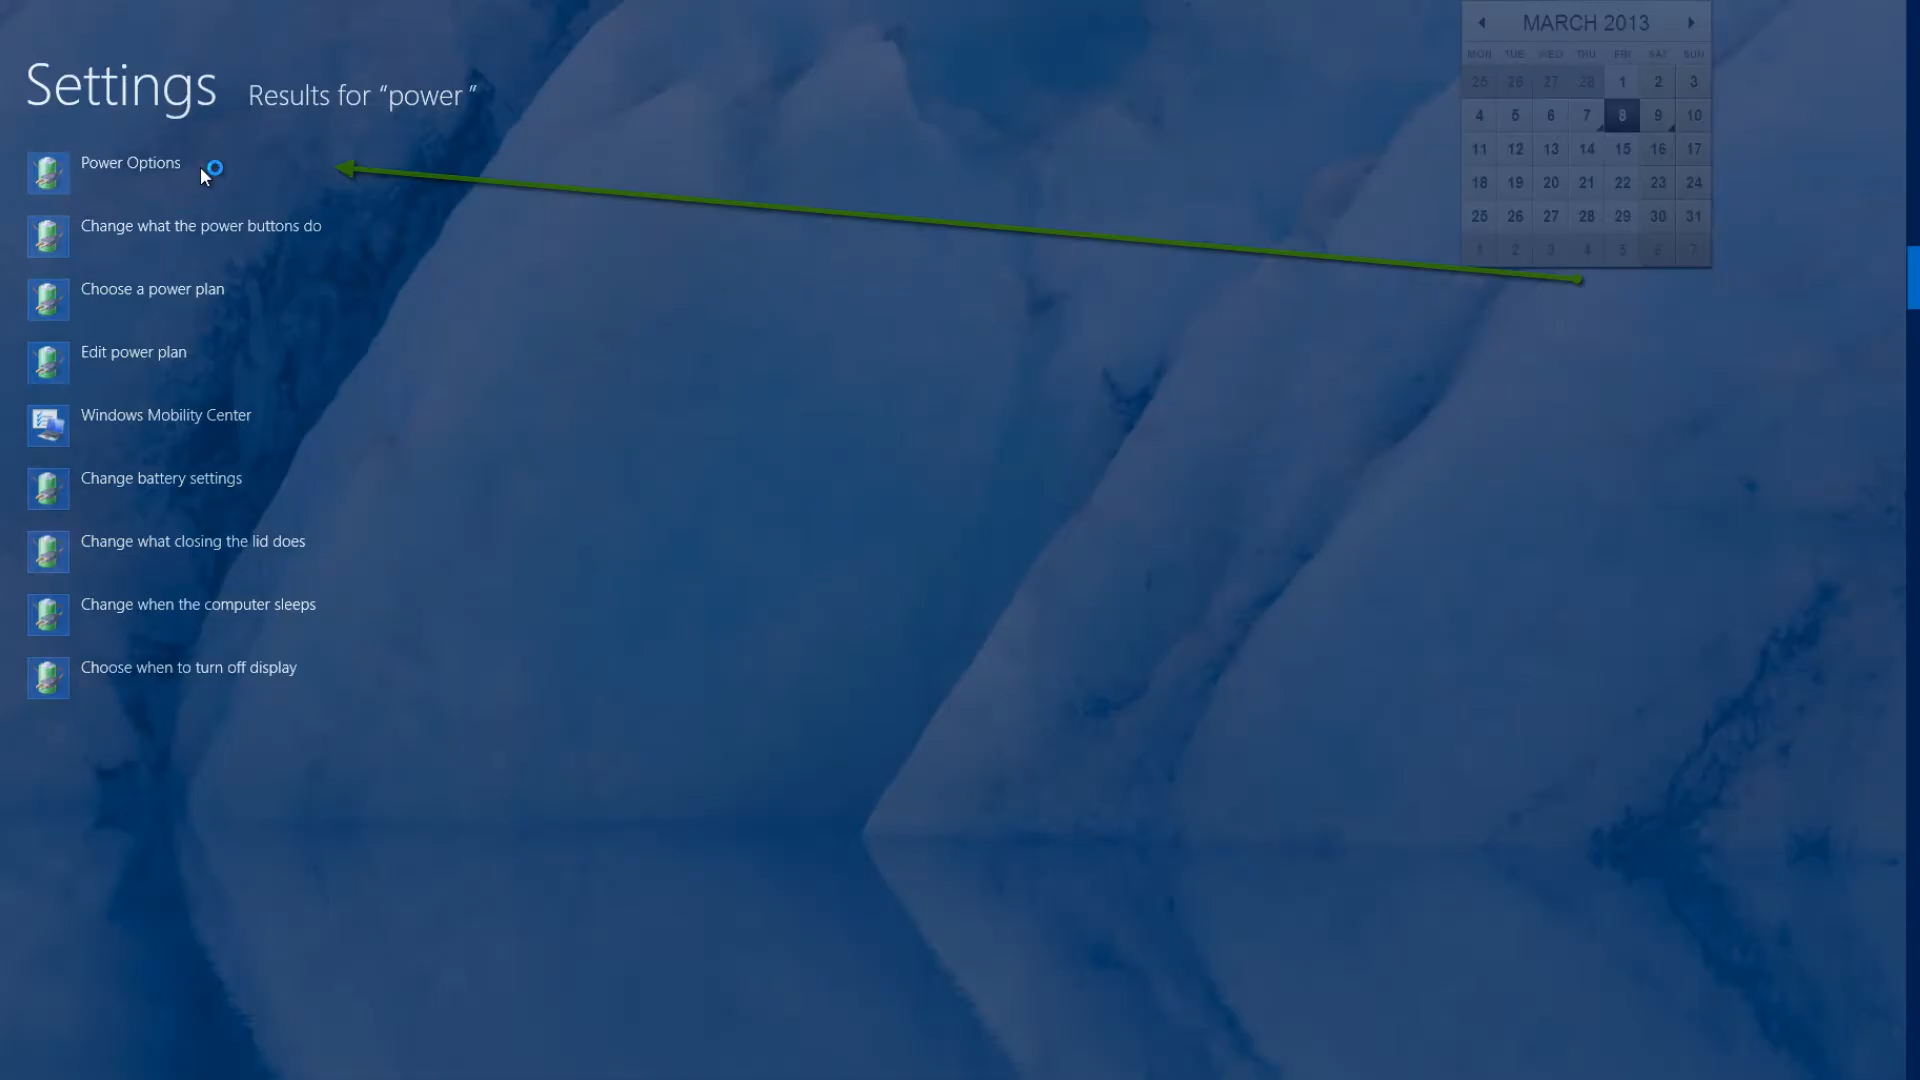 Settings Results for “power ”
Power Options
Change what the power buttons do
Choose a power plan
Edit power plan
Windows Mobility Center
Change battery settings
Change what closing the lid does
Change when the computer sleeps
Choose when to turn off display
MARCH 2013
MON TUE WED THU FRI SAT SUN
25 26 27 28 1 2 3
4 5 6 7 8 9 10
11 12 13 14 15 16 17
18 19 20 21 22 23 24
25 26 27 28 29 30 31
1 2 3 4 5 6 7